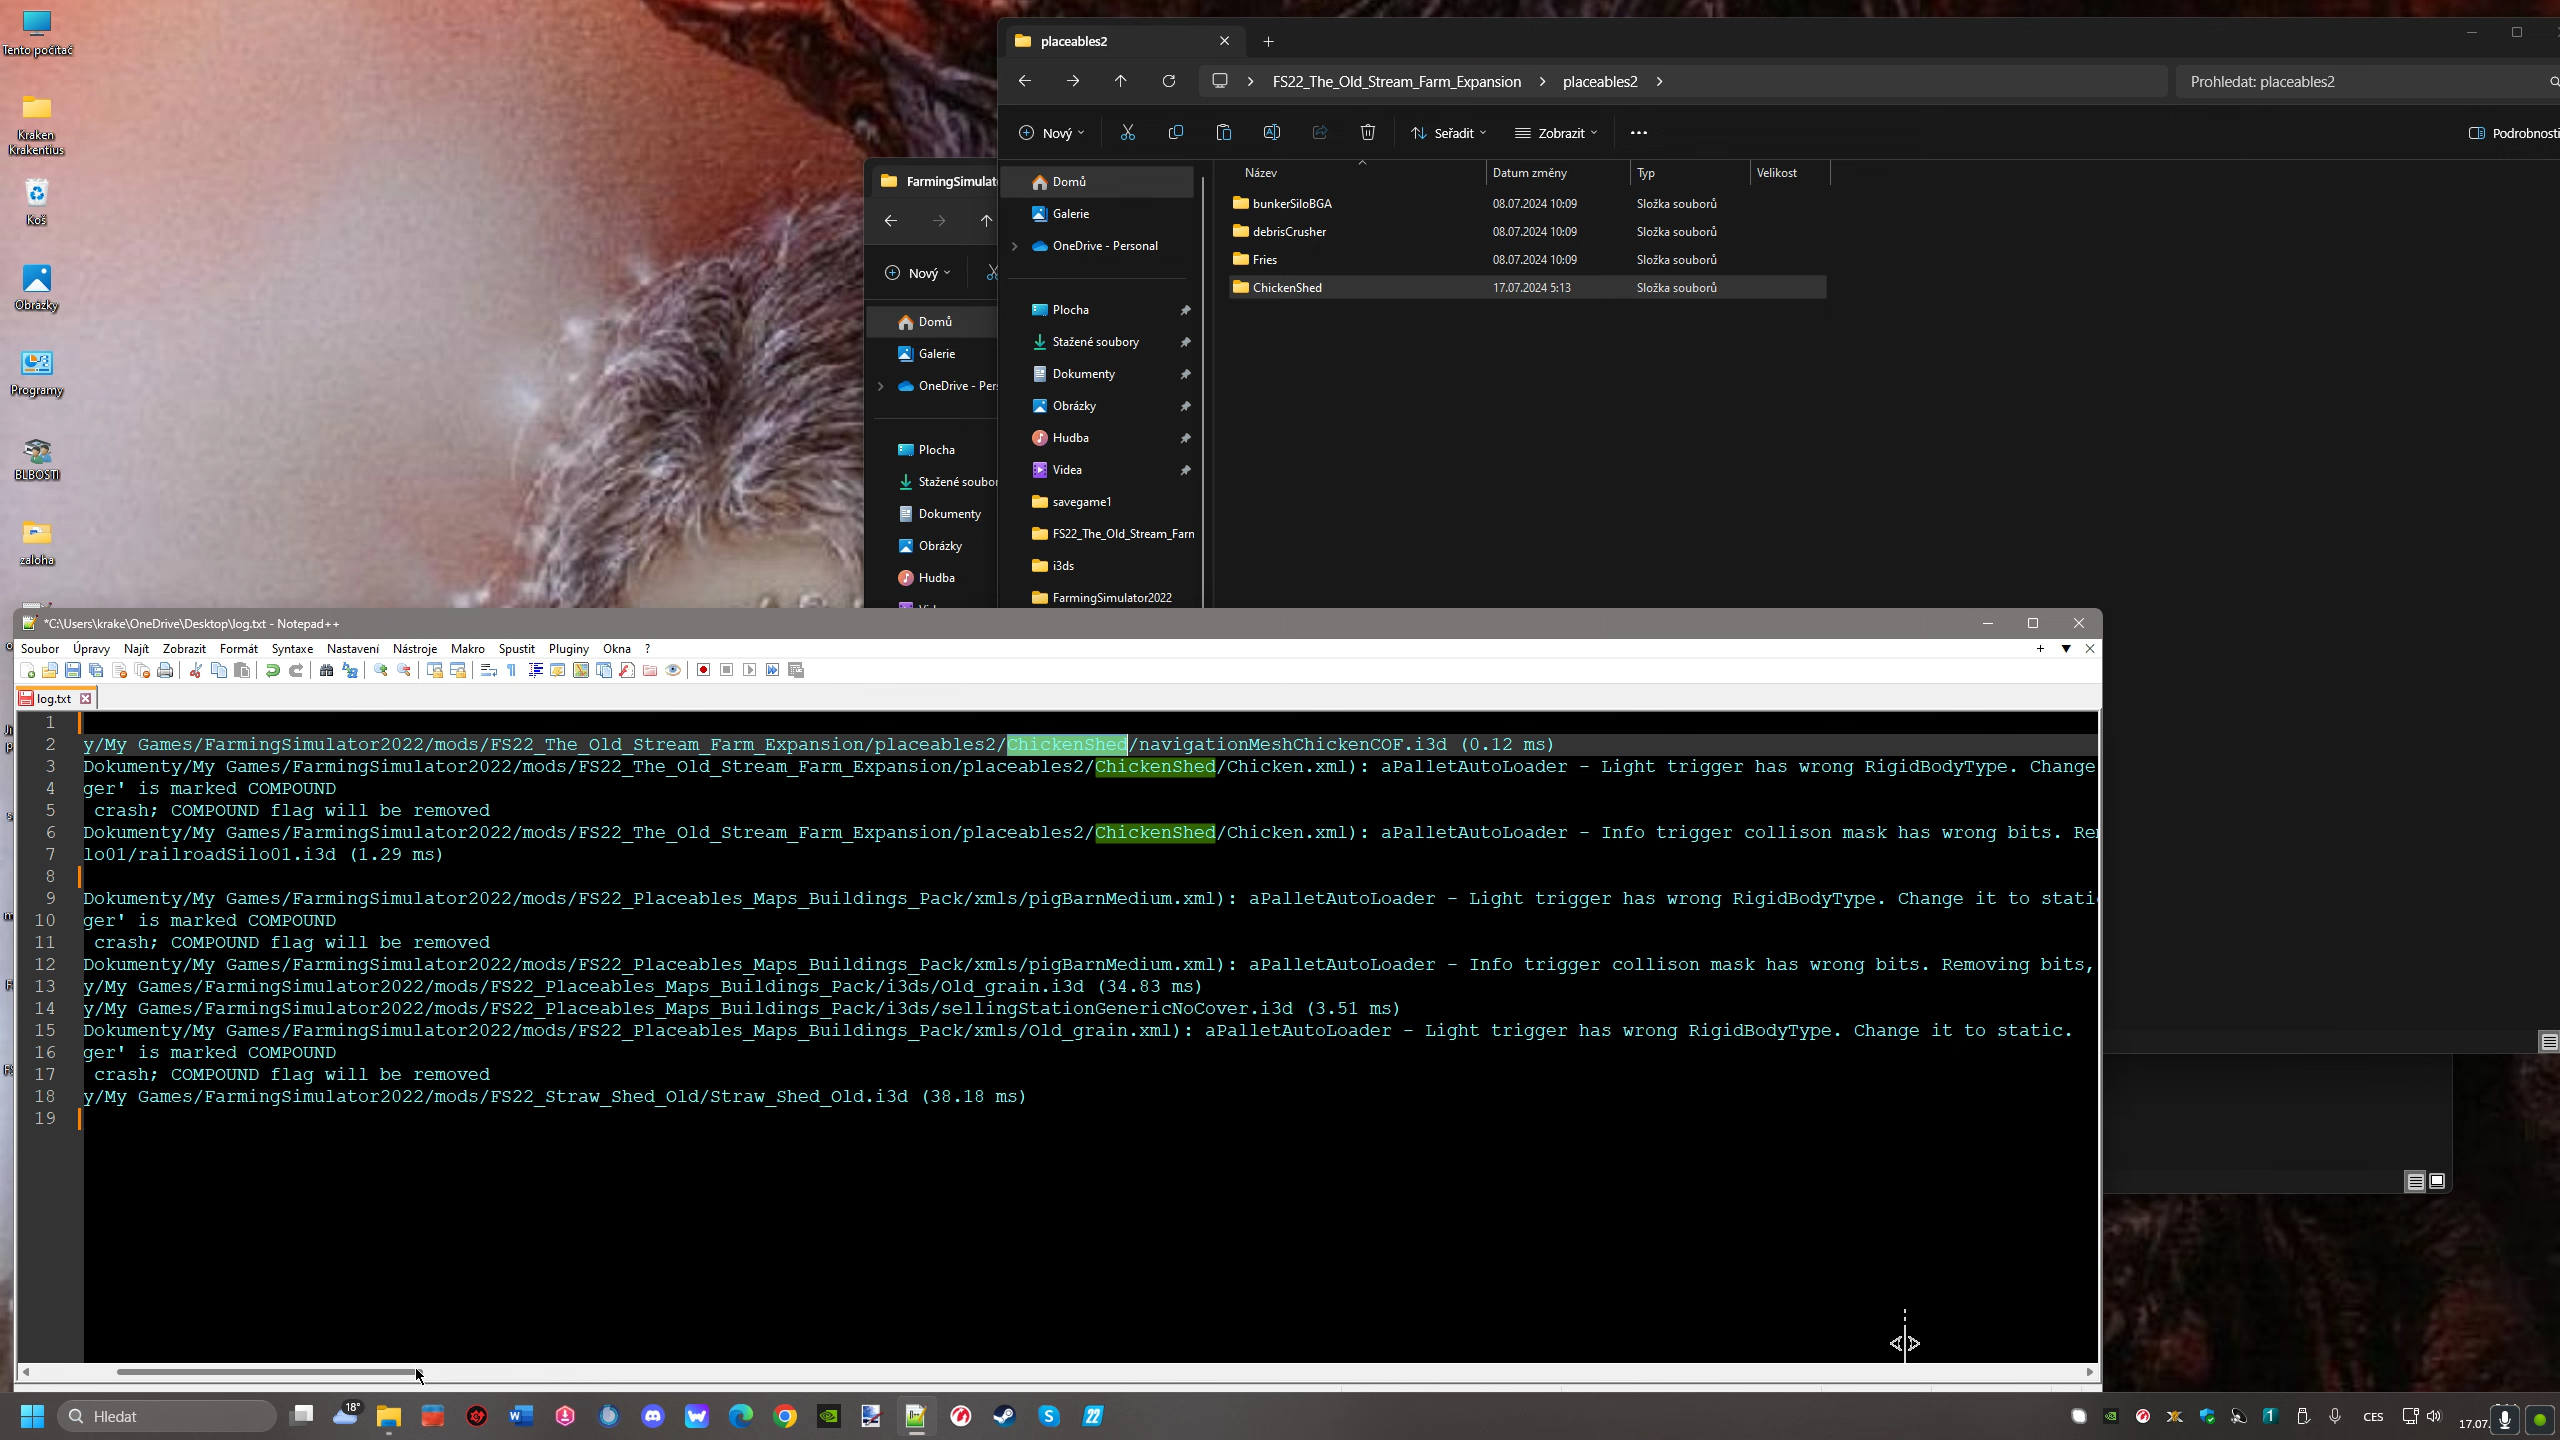 Tento počítač
Kraken
Krakentius
Koš
Obrázky
Programy
BLBOSTI
zaloha
placeables2
FS22_The_Old_Stream_Farm_Expansion
placeables2
Prohledat: placeables2
Nový
Seřadit
Zobrazit
Podrobnosti
Název
Datum změny
Typ
Velikost
bunkerSiloBGA 08.07.2024 10:09 Složka souborů
debrisCrusher 08.07.2024 10:09 Složka souborů
Fries 08.07.2024 10:09 Složka souborů
ChickenShed 17.07.2024 5:13 Složka souborů
Domů
Galerie
OneDrive - Personal
Plocha
Stažené soubory
Dokumenty
Obrázky
Hudba
Videa
savegame1
FS22_The_Old_Stream_Farn
i3ds
FarmingSimulator2022
FarmingSimulat
Nový
Domů
Galerie
OneDrive - Per
Plocha
Stažené soubor
Dokumenty
Obrázky
Hudba
*C:\Users\krake\OneDrive\Desktop\log.txt - Notepad++
Soubor Úpravy Najít Zobrazit Formát Syntaxe Nastavení Nástroje Makro Spustit Pluginy Okna ?
log.txt
1
2 y/My Games/FarmingSimulator2022/mods/FS22_The_Old_Stream_Farm_Expansion/placeables2/ChickenShed/navigationMeshChickenCOF.i3d (0.12 ms)
3 Dokumenty/My Games/FarmingSimulator2022/mods/FS22_The_Old_Stream_Farm_Expansion/placeables2/ChickenShed/Chicken.xml): aPalletAutoLoader - Light trigger has wrong RigidBodyType. Change
4 ger' is marked COMPOUND
5 crash; COMPOUND flag will be removed
6 Dokumenty/My Games/FarmingSimulator2022/mods/FS22_The_Old_Stream_Farm_Expansion/placeables2/ChickenShed/Chicken.xml): aPalletAutoLoader - Info trigger collison mask has wrong bits. Re
7 lo01/railroadSilo01.i3d (1.29 ms)
8
9 Dokumenty/My Games/FarmingSimulator2022/mods/FS22_Placeables_Maps_Buildings_Pack/xmls/pigBarnMedium.xml): aPalletAutoLoader - Light trigger has wrong RigidBodyType. Change it to stati
10 ger' is marked COMPOUND
11 crash; COMPOUND flag will be removed
12 Dokumenty/My Games/FarmingSimulator2022/mods/FS22_Placeables_Maps_Buildings_Pack/xmls/pigBarnMedium.xml): aPalletAutoLoader - Info trigger collison mask has wrong bits. Removing bits,
13 y/My Games/FarmingSimulator2022/mods/FS22_Placeables_Maps_Buildings_Pack/i3ds/Old_grain.i3d (34.83 ms)
14 y/My Games/FarmingSimulator2022/mods/FS22_Placeables_Maps_Buildings_Pack/i3ds/sellingStationGenericNoCover.i3d (3.51 ms)
15 Dokumenty/My Games/FarmingSimulator2022/mods/FS22_Placeables_Maps_Buildings_Pack/xmls/Old_grain.xml): aPalletAutoLoader - Light trigger has wrong RigidBodyType. Change it to static.
16 ger' is marked COMPOUND
17 crash; COMPOUND flag will be removed
18 y/My Games/FarmingSimulator2022/mods/FS22_Straw_Shed_Old/Straw_Shed_Old.i3d (38.18 ms)
19
Hledat
18°
22
CES
17.07.